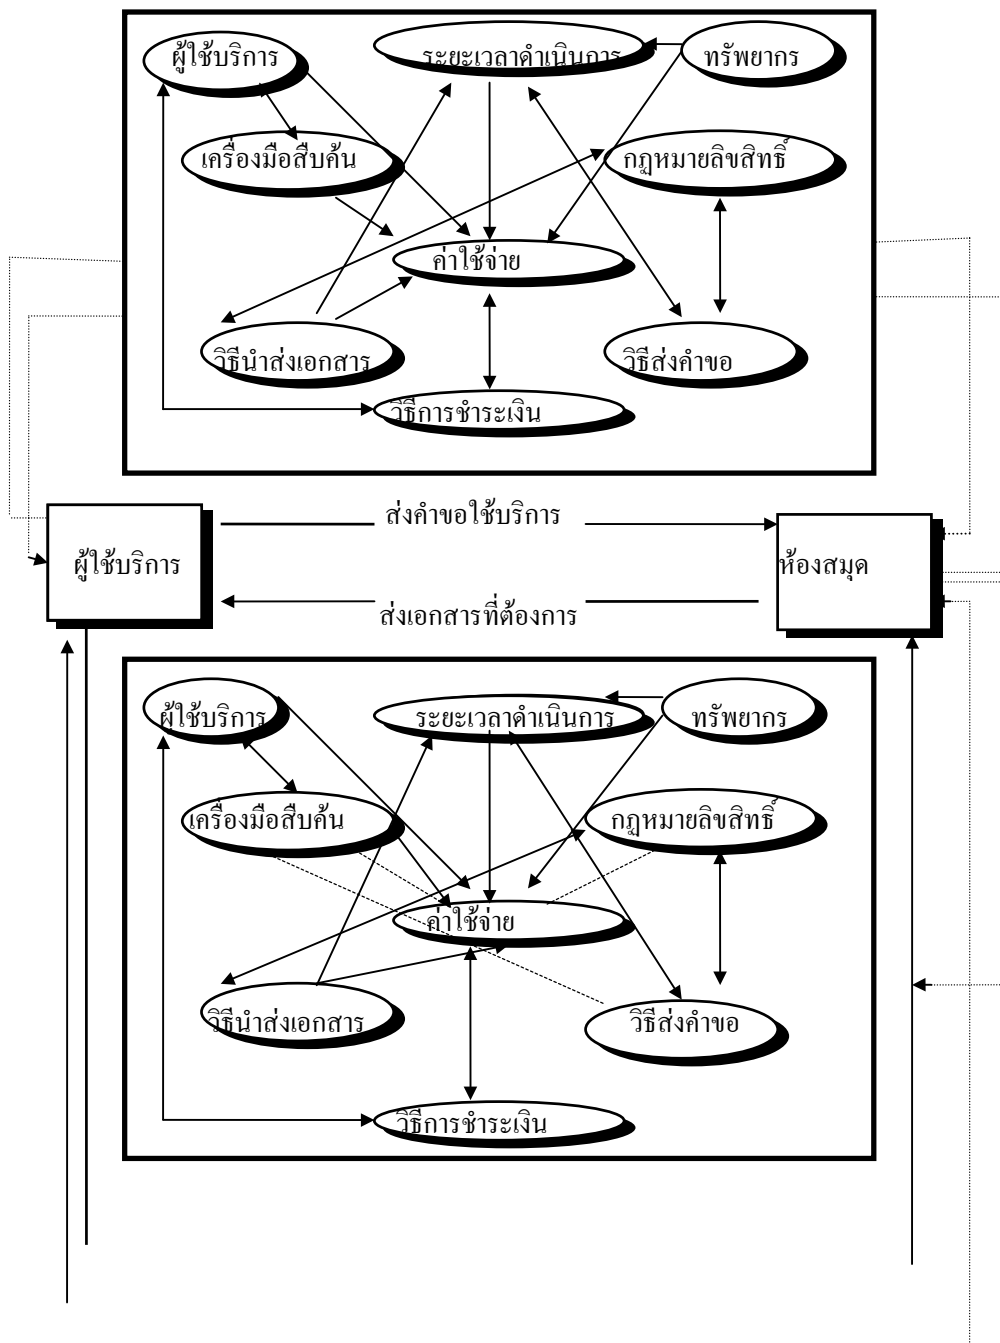 ผู้ใช้บริการ
ระยะเวลาดำเนินการ
ทรัพยากร
เครื่องมือสืบค้น
กฎหมายลิขสิทธิ์
ค่าใช้จ่าย
วิธีนำส่งเอกสาร
วิธีส่งคำขอ
วิธีการชำระเงิน
ส่งคำขอใช้บริการ
ผู้ใช้บริการ
ห้องสมุด
ส่งเอกสารที่ต้องการ
ผู้ใช้บริการ
ระยะเวลาดำเนินการ
ทรัพยากร
เครื่องมือสืบค้น
กฎหมายลิขสิทธิ์
ค่าใช้จ่าย
วิธีนำส่งเอกสาร
วิธีส่งคำขอ
วิธีการชำระเงิน